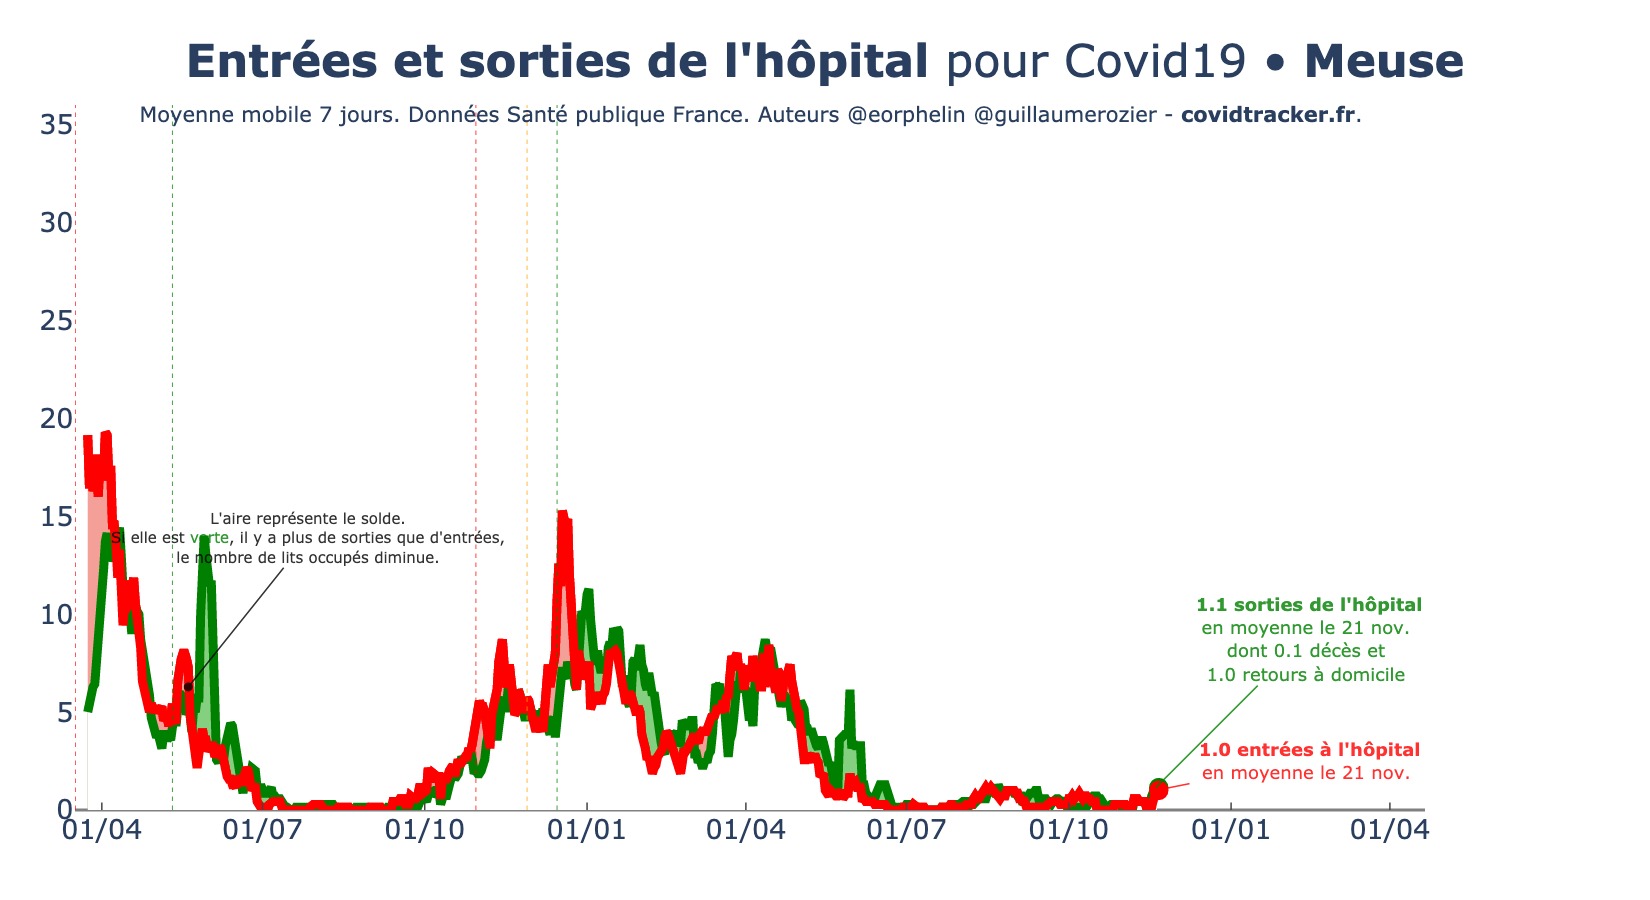 Entrées et sorties de l'hôpital pour Covid19 • Meuse
Moyenne mobile 7 jours. Données Santé publique France. Auteurs @eorphelin @guillaumerozier - covidtracker.fr.
35
30
25
20
15
10
5
0
L'aire représente le solde.
Si elle est verte, il y a plus de sorties que d'entrées,
le nombre de lits occupés diminue.
1.1 sorties de l'hôpital
en moyenne le 21 nov.
dont 0.1 décès et
1.0 retours à domicile
1.0 entrées à l'hôpital
en moyenne le 21 nov.
01/04 01/07 01/10 01/01 01/04 01/07 01/10 01/01 01/04